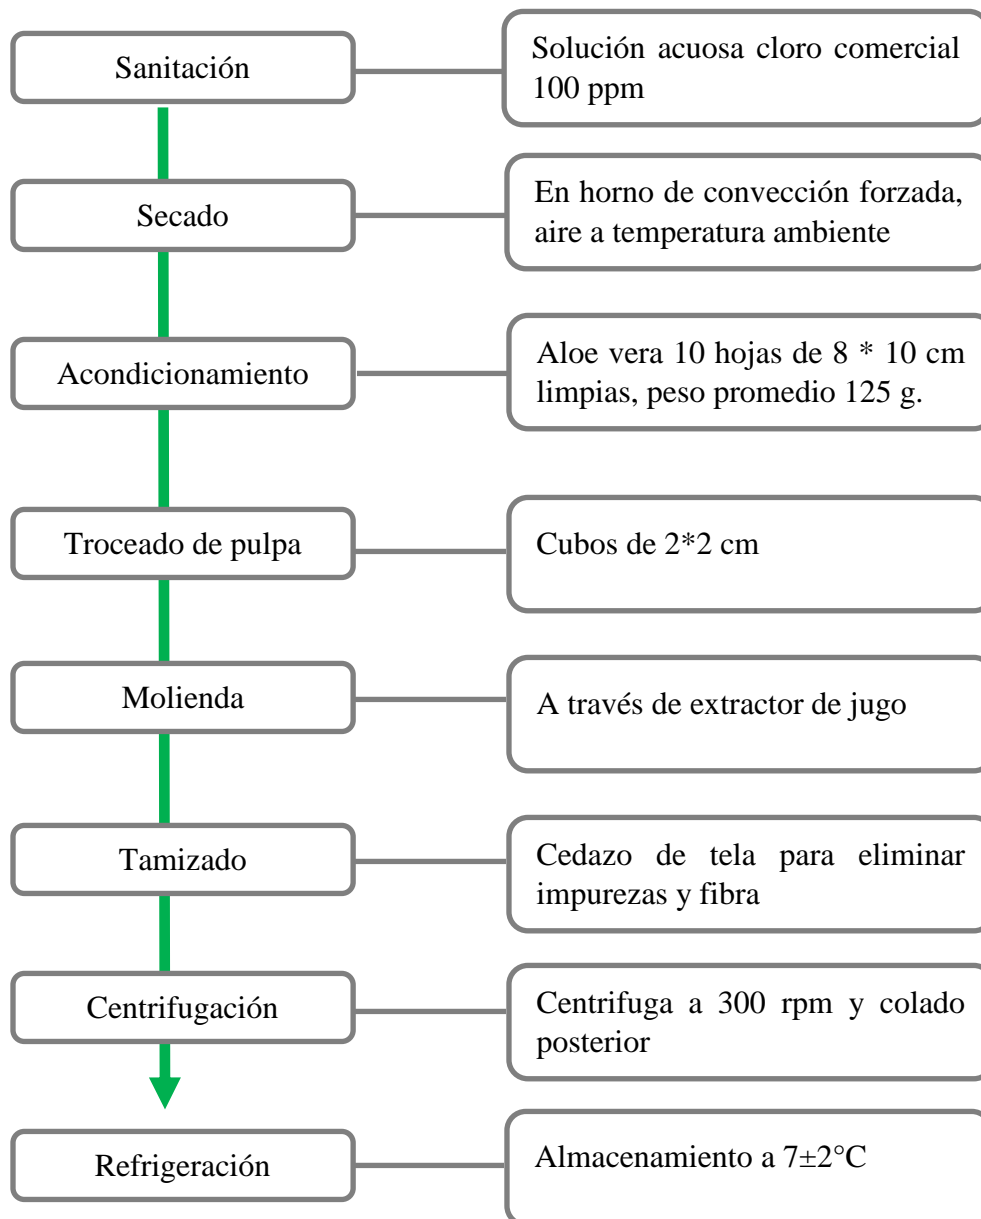 Sanitación
Solución acuosa cloro comercial
100 ppm
Secado
En horno de convección forzada,
aire a temperatura ambiente
Acondicionamiento
Aloe vera 10 hojas de 8 * 10 cm
limpias, peso promedio 125 g.
Troceado de pulpa
Cubos de 2*2 cm
Molienda
A través de extractor de jugo
Tamizado
Cedazo de tela para eliminar
impurezas y fibra
Centrifugación
Centrifuga a 300 rpm y colado
posterior
Refrigeración
Almacenamiento a 7±2°C